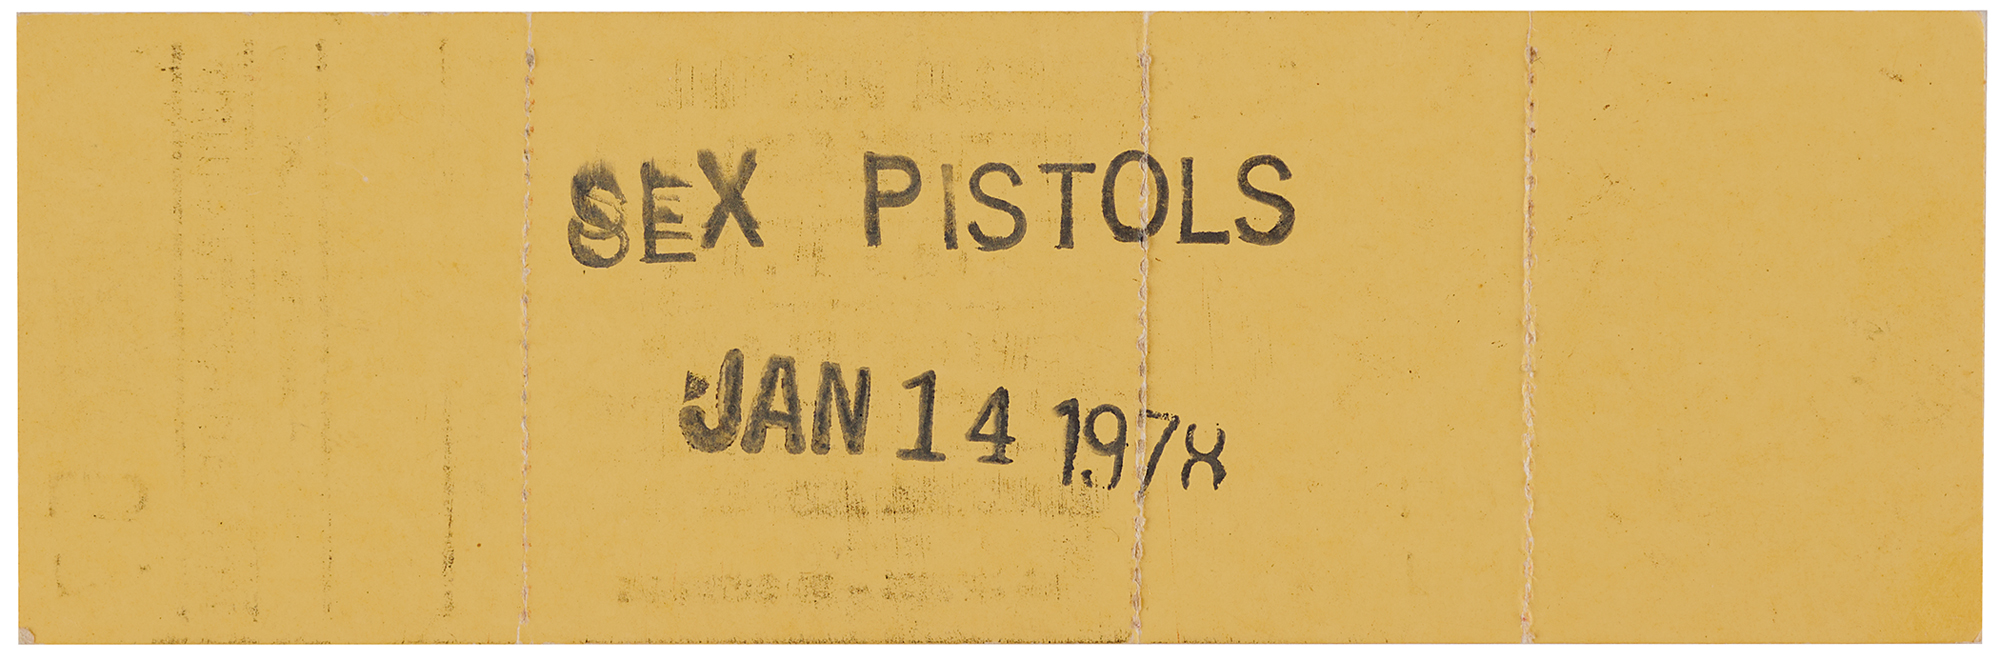 SEX PISTOLS
JAN 14 1978